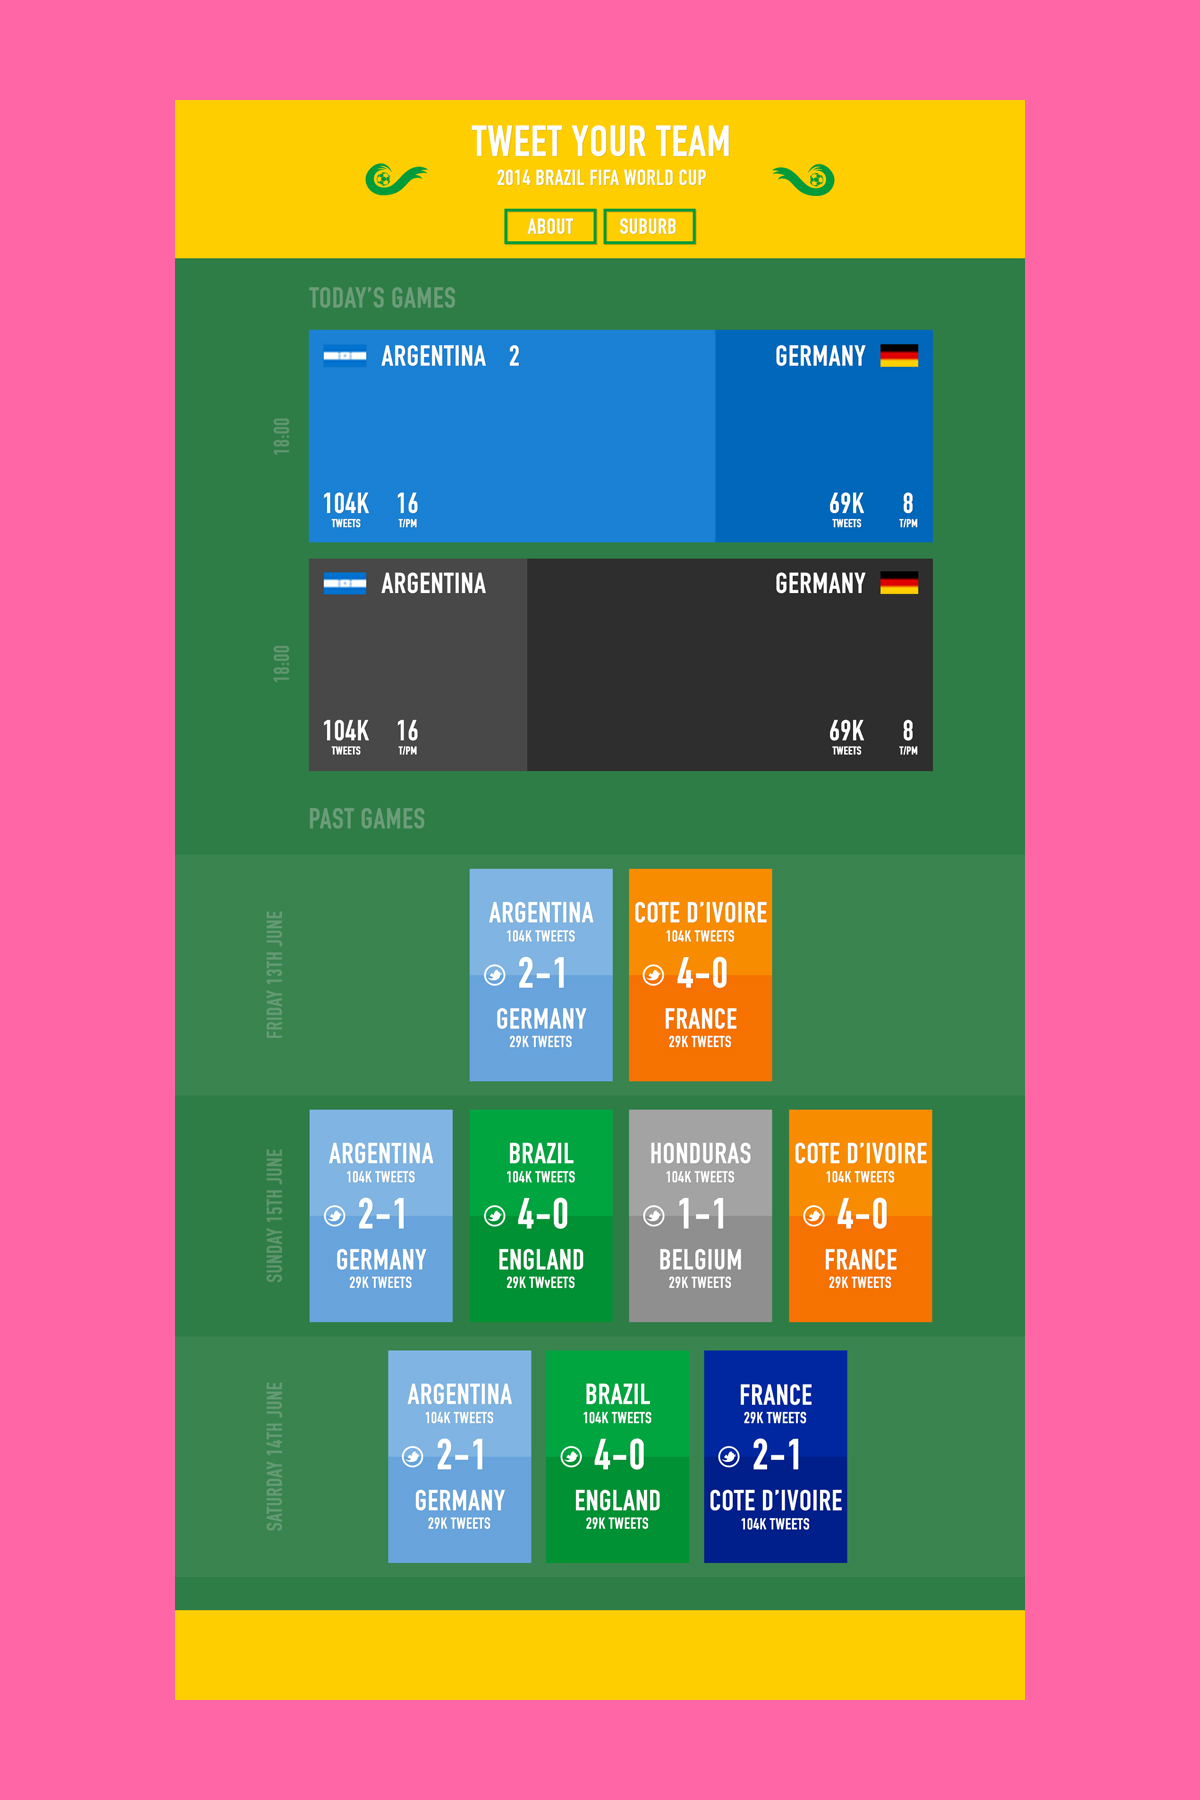 TWEET YOUR TEAM
2014 BRAZIL FIFA WORLD CUP
ABOUT SUBURB
TODAY'S GAMES
18:00
ARGENTINA 2 GERMANY
104K 16 69K 8
TWEETS T/PM TWEETS T/PM
18:00
ARGENTINA GERMANY
104K 16 69K 8
TWEETS T/PM TWEETS T/PM
PAST GAMES
FRIDAY 13TH JUNE
ARGENTINA
104K TWEETS
2-1
GERMANY
29K TWEETS
COTE D'IVOIRE
104K TWEETS
4-0
FRANCE
29K TWEETS
SUNDAY 15TH JUNE
ARGENTINA
104K TWEETS
2-1
GERMANY
29K TWEETS
BRAZIL
104K TWEETS
4-0
ENGLAND
29K TWvEETS
HONDURAS
104K TWEETS
1-1
BELGIUM
29K TWEETS
COTE D'IVOIRE
104K TWEETS
4-0
FRANCE
29K TWEETS
SATURDAY 14TH JUNE
ARGENTINA
104K TWEETS
2-1
GERMANY
29K TWEETS
BRAZIL
104K TWEETS
4-0
ENGLAND
29K TWEETS
FRANCE
29K TWEETS
2-1
COTE D'IVOIRE
104K TWEETS